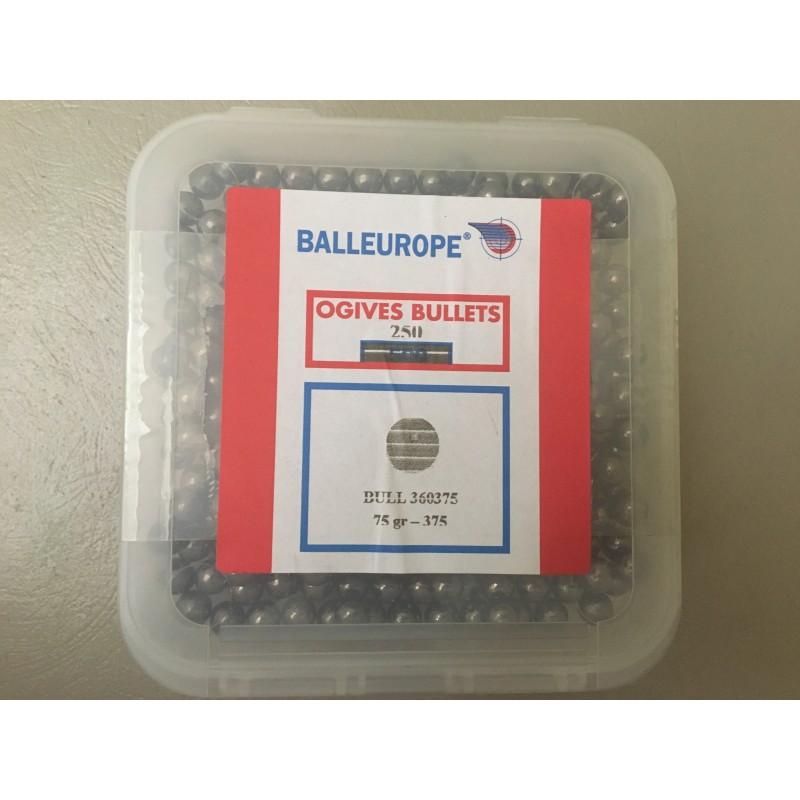 BALLEUROPE®
OGIVES BULLETS
250
BULL 360375
75 gr – 375